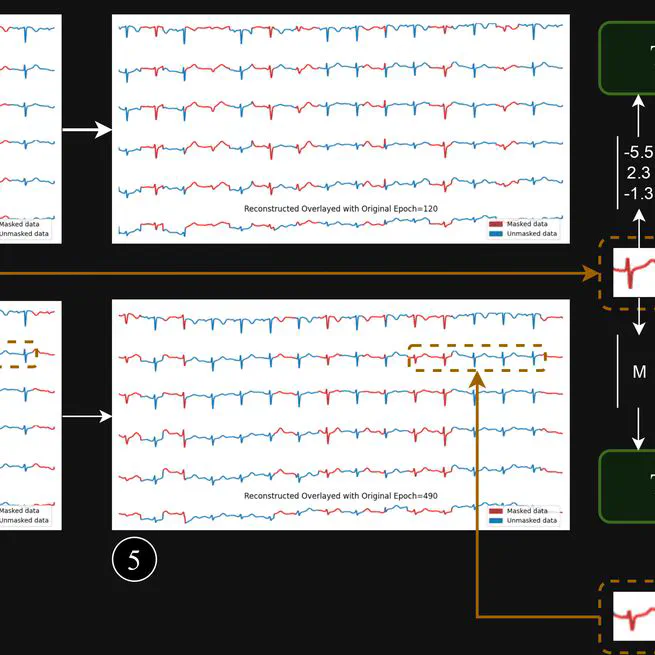 Reconstructed Overlayed with Original Epoch=120
Masked data
Unmasked data
Masked data
Unmasked data
-5.5
2.3
-1.3
M
Reconstructed Overlayed with Original Epoch=490
Masked data
Unmasked data
Masked data
Unmasked data
5